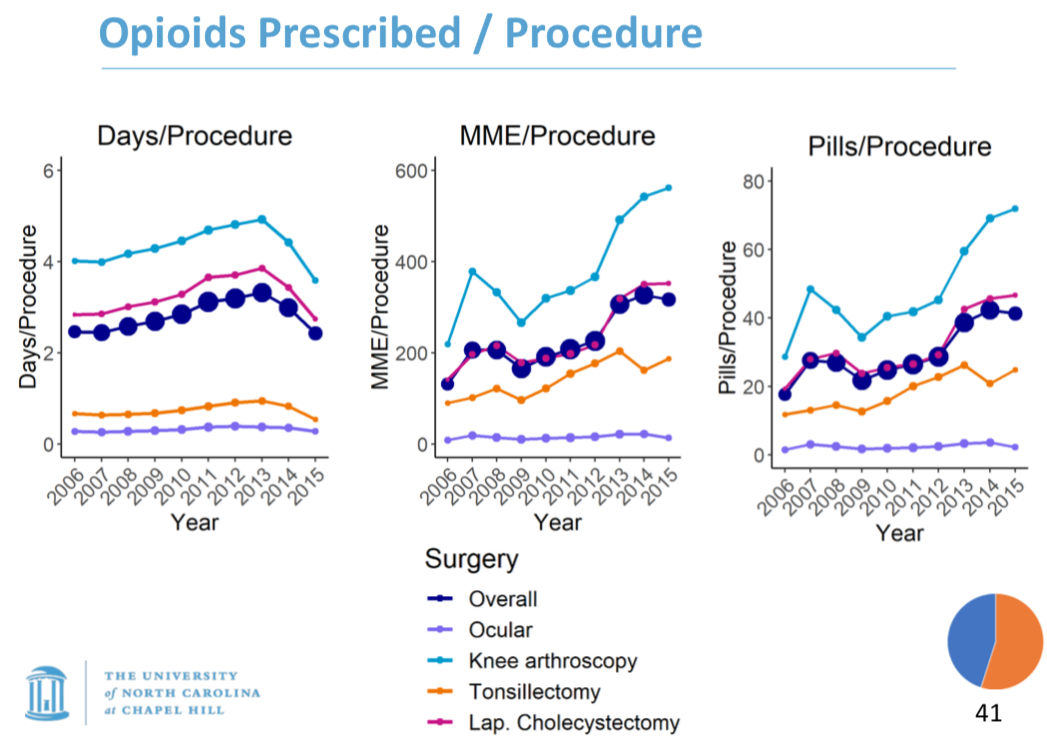 Opioids Prescribed / Procedure
Days/Procedure
6
4
2
0
Days/Procedure
2006
2007
2008
2009
2010
2011
2012
2013
2014
2015
Year
MME/Procedure
600
400
200
0
MME/Procedure
2006
2007
2008
2009
2010
2011
2012
2013
2014
2015
Year
Pills/Procedure
80
60
40
20
0
Pills/Procedure
2006
2007
2008
2009
2010
2011
2012
2013
2014
2015
Year
Surgery
Overall
Ocular
Knee arthroscopy
Tonsillectomy
Lap. Cholecystectomy
THE UNIVERSITY
of NORTH CAROLINA
at CHAPEL HILL
41